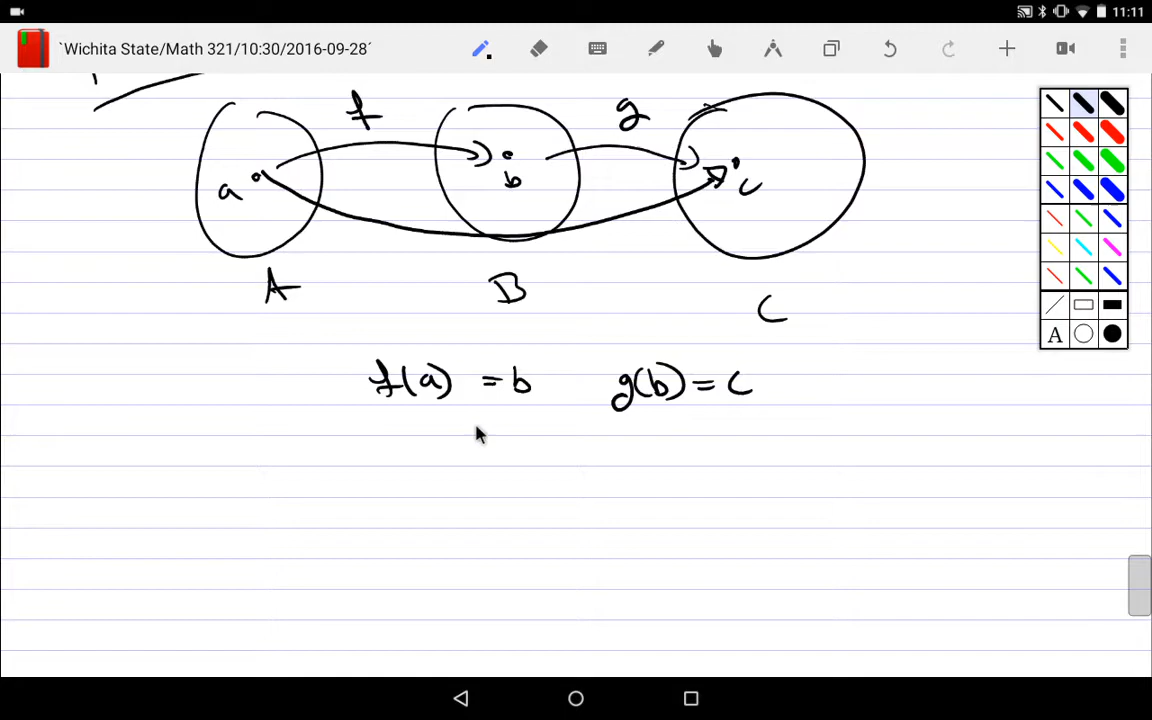 11:11
`Wichita State/Math 321/10:30/2016-09-28´
f g
a b c
A B C
f(a) = b g(b) = c
A